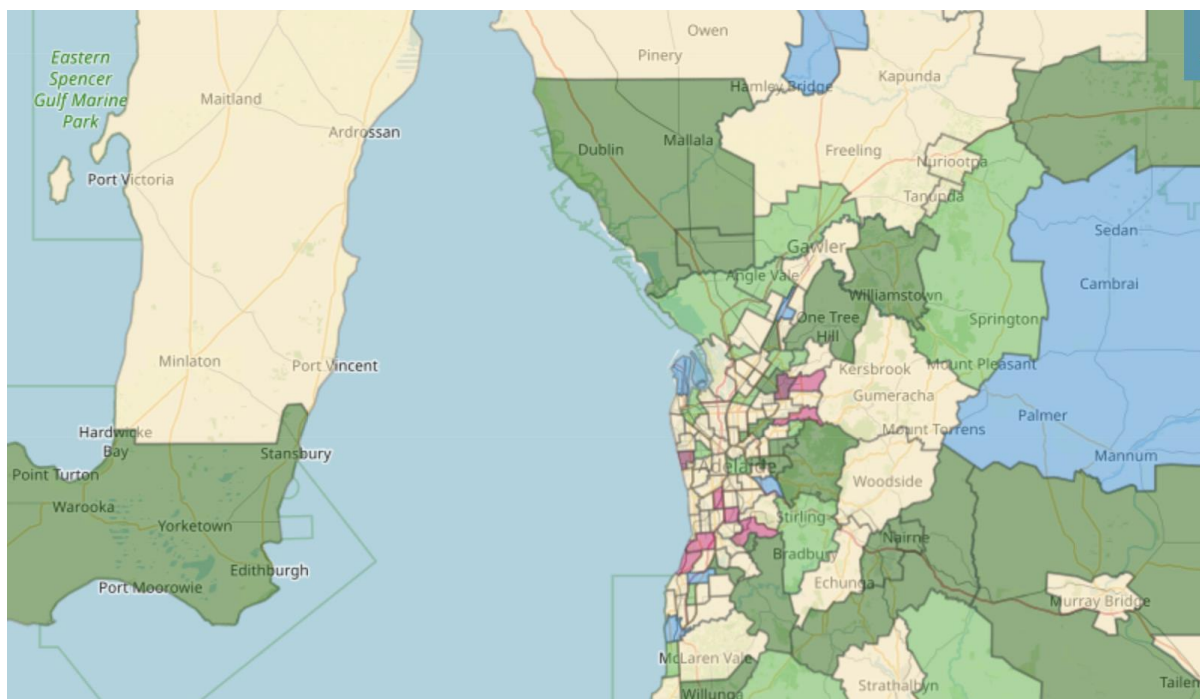 Owen
Pinery
Eastern
Spencer
Gulf Marine
Park
Kapunda
Hamley Bridge
Maitland
Ardrossan
Mallala
Dublin
Freeling
Nuriootpa
Port Victoria
Tanunda
Sedan
Gawler
Angle Vale
Cambrai
Williamstown
One Tree
Hill
Springton
Minlaton
Port Vincent
Kersbrook
Mount Pleasant
Gumeracha
Palmer
Hardwicke
Bay
Mount Torrens
Stansbury
Mannum
Adelaide
Point Turton
Woodside
Warooka
Yorketown
Stirling
Nairne
Bradbury
Edithburgh
Port Moorowie
Echunga
Murray Bridge
McLaren Vale
Strathalbyn
Tailen
Willunga